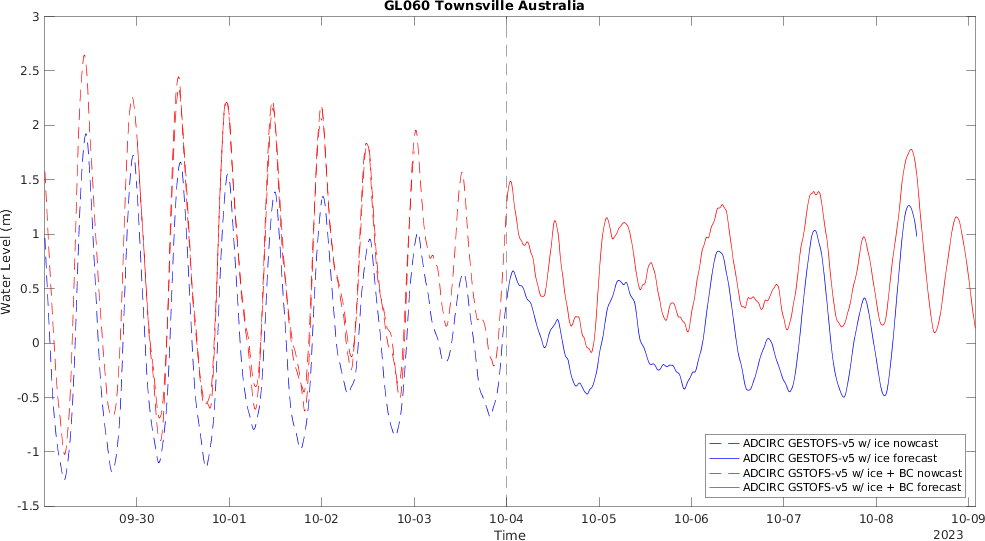 GL060 Townsville Australia
3
2.5
2
1.5
1
0.5
0
-0.5
-1
-1.5
Water Level (m)
ADCIRC GESTOFS-v5 w/ ice nowcast
ADCIRC GESTOFS-v5 w/ ice forecast
ADCIRC GSTOFS-v5 w/ ice + BC nowcast
ADCIRC GSTOFS-v5 w/ ice + BC forecast
09-30 10-01 10-02 10-03 10-04 10-05 10-06 10-07 10-08 10-09
Time 2023